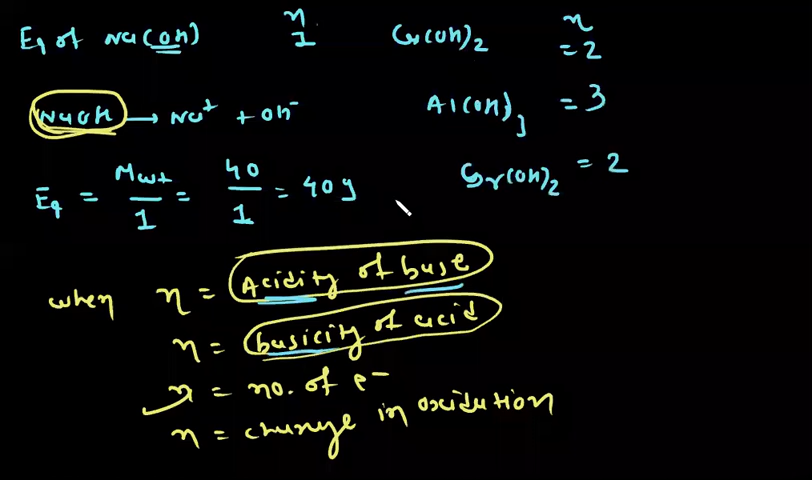 Eq of Na(OH) n 1 Ca(OH)2 n = 2
NaOH → Na+ + OH- Al(OH)3 = 3
Eq = Mwt/1 = 40/1 = 40g Sr(OH)2 = 2
when n = Acidity of base
n = basicity of acid
n = no. of e-
n = change in oxidution